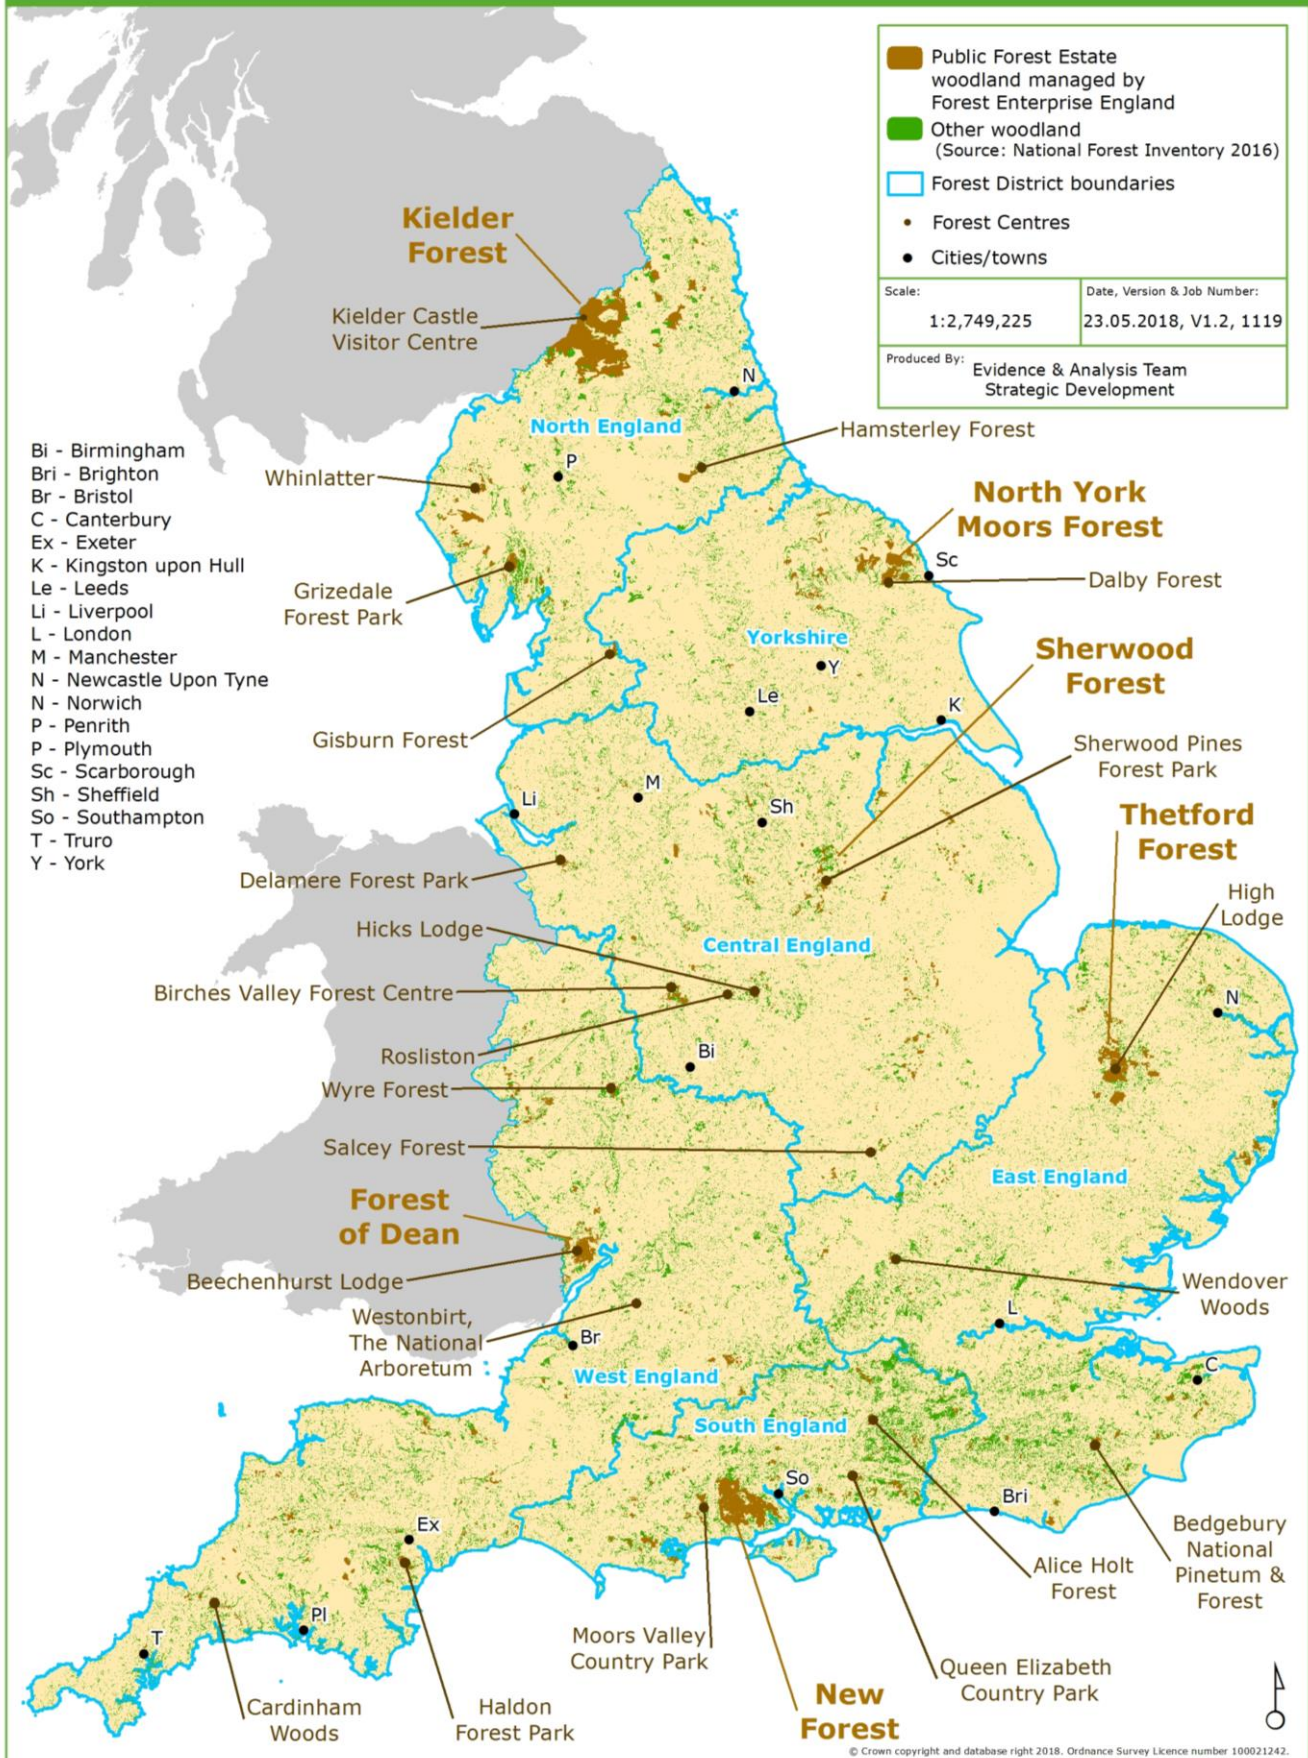 Public Forest Estate
woodland managed by
Forest Enterprise England
Other woodland
(Source: National Forest Inventory 2016)
Forest District boundaries
Forest Centres
Cities/towns
Scale:
1:2,749,225
Date, Version & Job Number:
23.05.2018, V1.2, 1119
Produced By:
Evidence & Analysis Team
Strategic Development
Bi - Birmingham
Bri - Brighton
Br - Bristol
C - Canterbury
Ex - Exeter
K - Kingston upon Hull
Le - Leeds
Li - Liverpool
L - London
M - Manchester
N - Newcastle Upon Tyne
N - Norwich
P - Penrith
P - Plymouth
Sc - Scarborough
Sh - Sheffield
So - Southampton
T - Truro
Y - York
Kielder
Forest
Kielder Castle
Visitor Centre
N
North England
Hamsterley Forest
P
Whinlatter
North York
Moors Forest
Sc
Dalby Forest
Grizedale
Forest Park
Yorkshire
Y
Sherwood
Forest
Le
K
Gisburn Forest
Sherwood Pines
Forest Park
M
Li
Sh
Thetford
Forest
Delamere Forest Park
High
Lodge
Hicks Lodge
Central England
Birches Valley Forest Centre
N
Rosliston
Bi
Wyre Forest
Salcey Forest
East England
Forest
of Dean
Beechenhurst Lodge
Wendover
Woods
L
Westonbirt,
The National
Arboretum
Br
C
West England
South England
So
Bri
Ex
Bedgebury
National
Pinetum &
Forest
Alice Holt
Forest
Pl
T
Moors Valley
Country Park
Queen Elizabeth
Country Park
Cardinham
Woods
Haldon
Forest Park
New
Forest
© Crown copyright and database right 2018. Ordnance Survey Licence number 100021242.